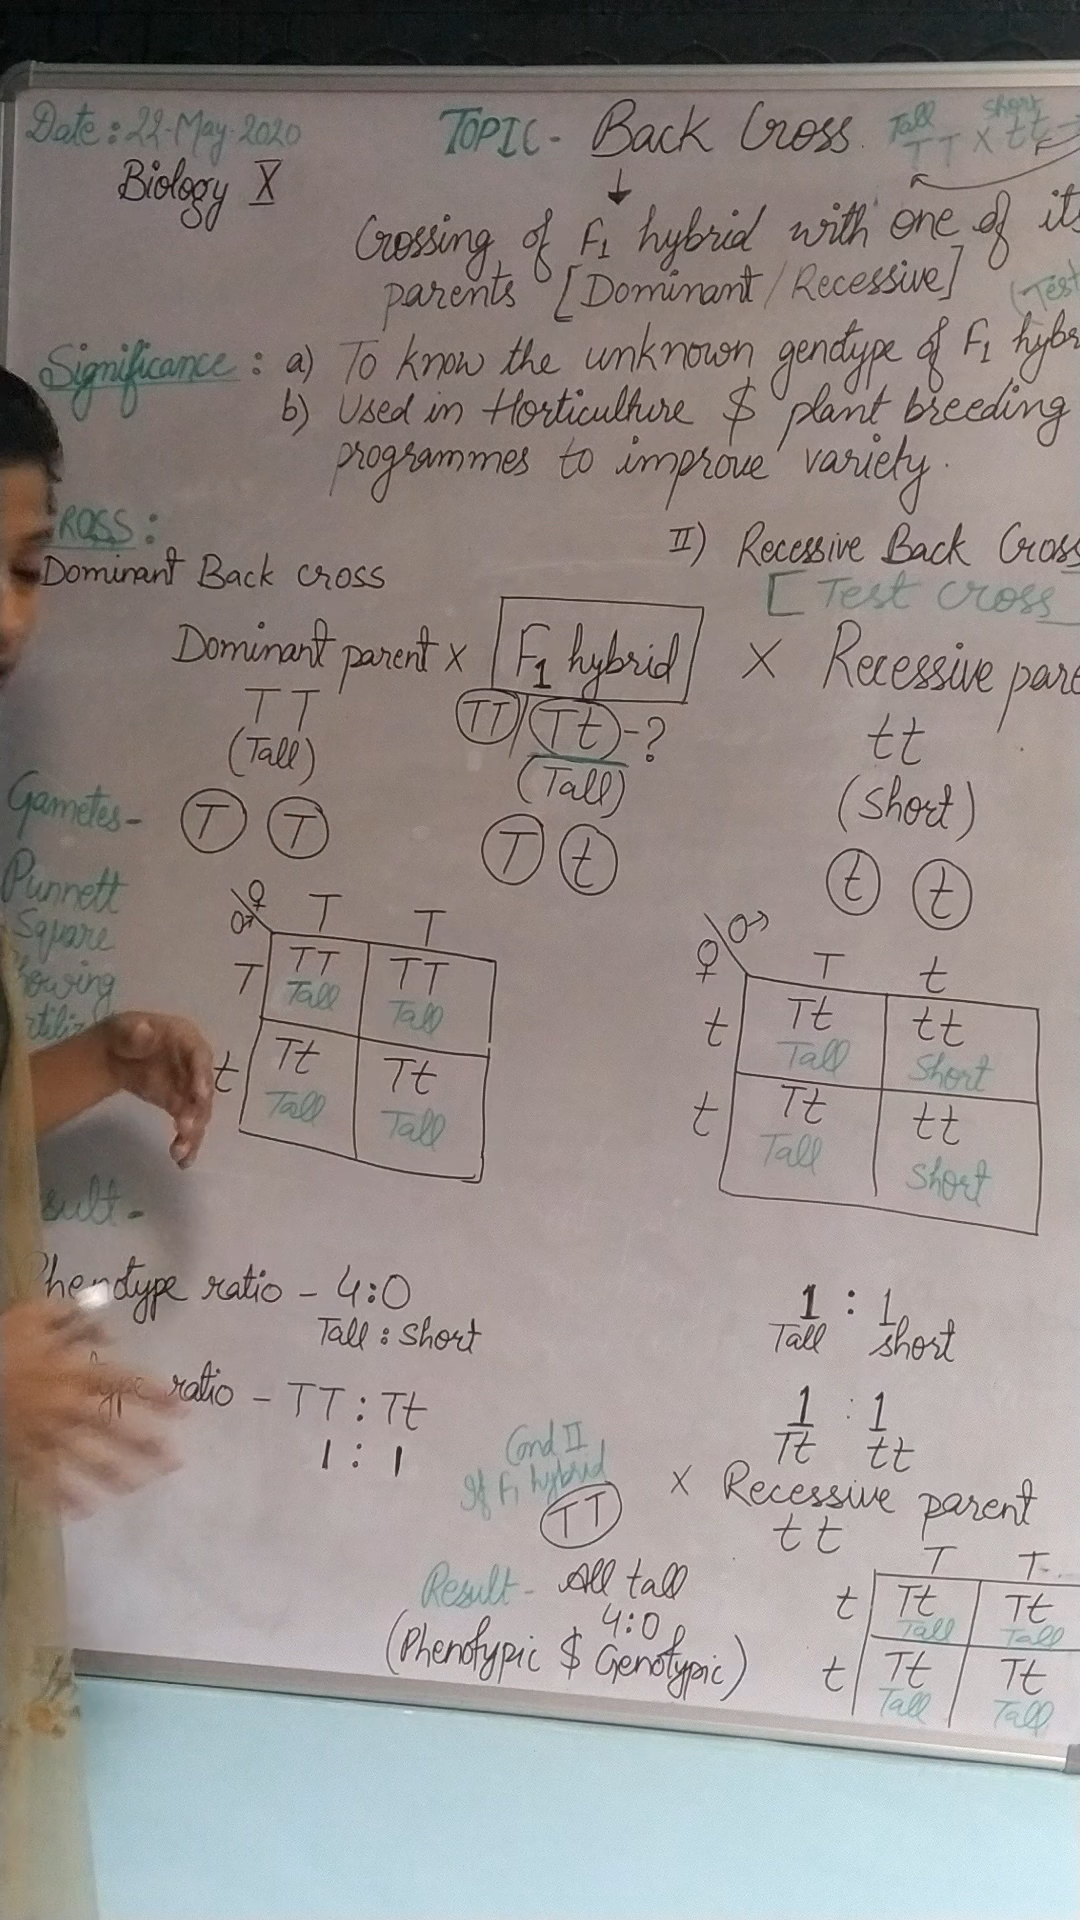 Date: 22-May-2020
TOPIC- Back Cross.
Tall short
TT X tt
Biology X
Crossing of F1 hybrid with one of its
parents [Dominant / Recessive]
(Test
Significance: a) To know the unknown genotype of F1 hybr
b) Used in Horticulture $ plant breeding
programmes to improve variety.
ROSS:
Dominant Back cross
II) Recessive Back Cross
[Test cross
Dominant parent x F1 hybrid X Recessive pare
TT
(Tall)
TT / Tt -?
(Tall)
tt
(short)
Gametes- T T
T t
t t
Punnett
Square
howing
♀ T T
♂
T TT TT
Tall Tall
t Tt Tt
Tall Tall
♂ T t
♀
t Tt tt
Tall Short
t Tt tt
Tall Short
sult-
Phenotype ratio - 4:0
Tall : Short
1 : 1
Tall short
type ratio - TT : Tt
1 : 1
1 : 1
Tt tt
Cond II
If F1 hybrid
TT X Recessive parent
tt
Result- All tall
4:0
(Phenotypic $ Genotypic)
T T
t Tt Tt
Tall Tall
t Tt Tt
Tall Tall